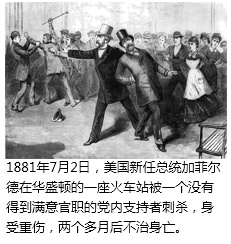 1881年7月2日，美国新任总统加菲尔
德在华盛顿的一座火车站被一个没有
得到满意官职的党内支持者刺杀，身
受重伤，两个多月后不治身亡。